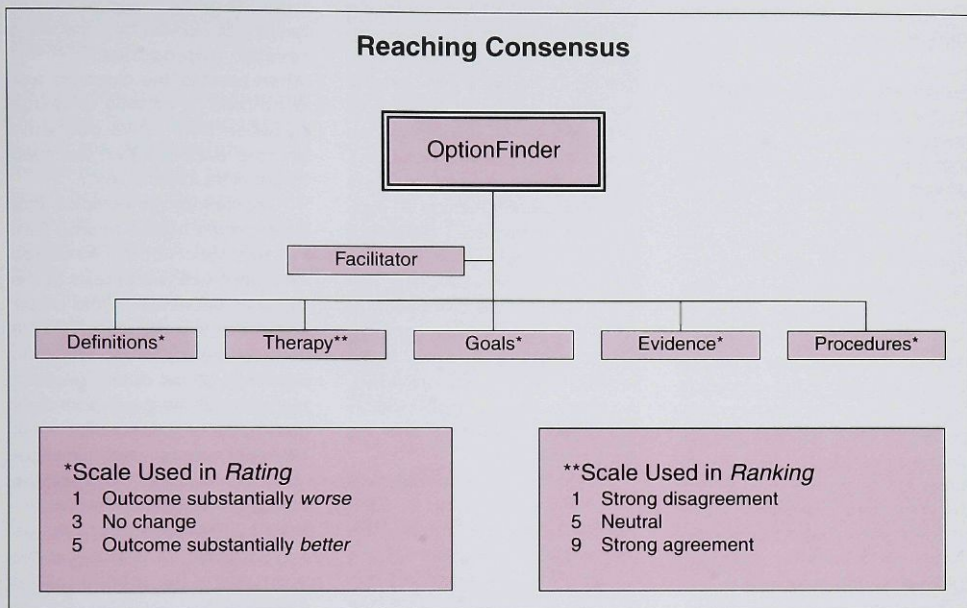 Reaching Consensus
OptionFinder
Facilitator
Definitions*
Therapy**
Goals*
Evidence*
Procedures*
*Scale Used in Rating
1 Outcome substantially worse
3 No change
5 Outcome substantially better
**Scale Used in Ranking
1 Strong disagreement
5 Neutral
9 Strong agreement